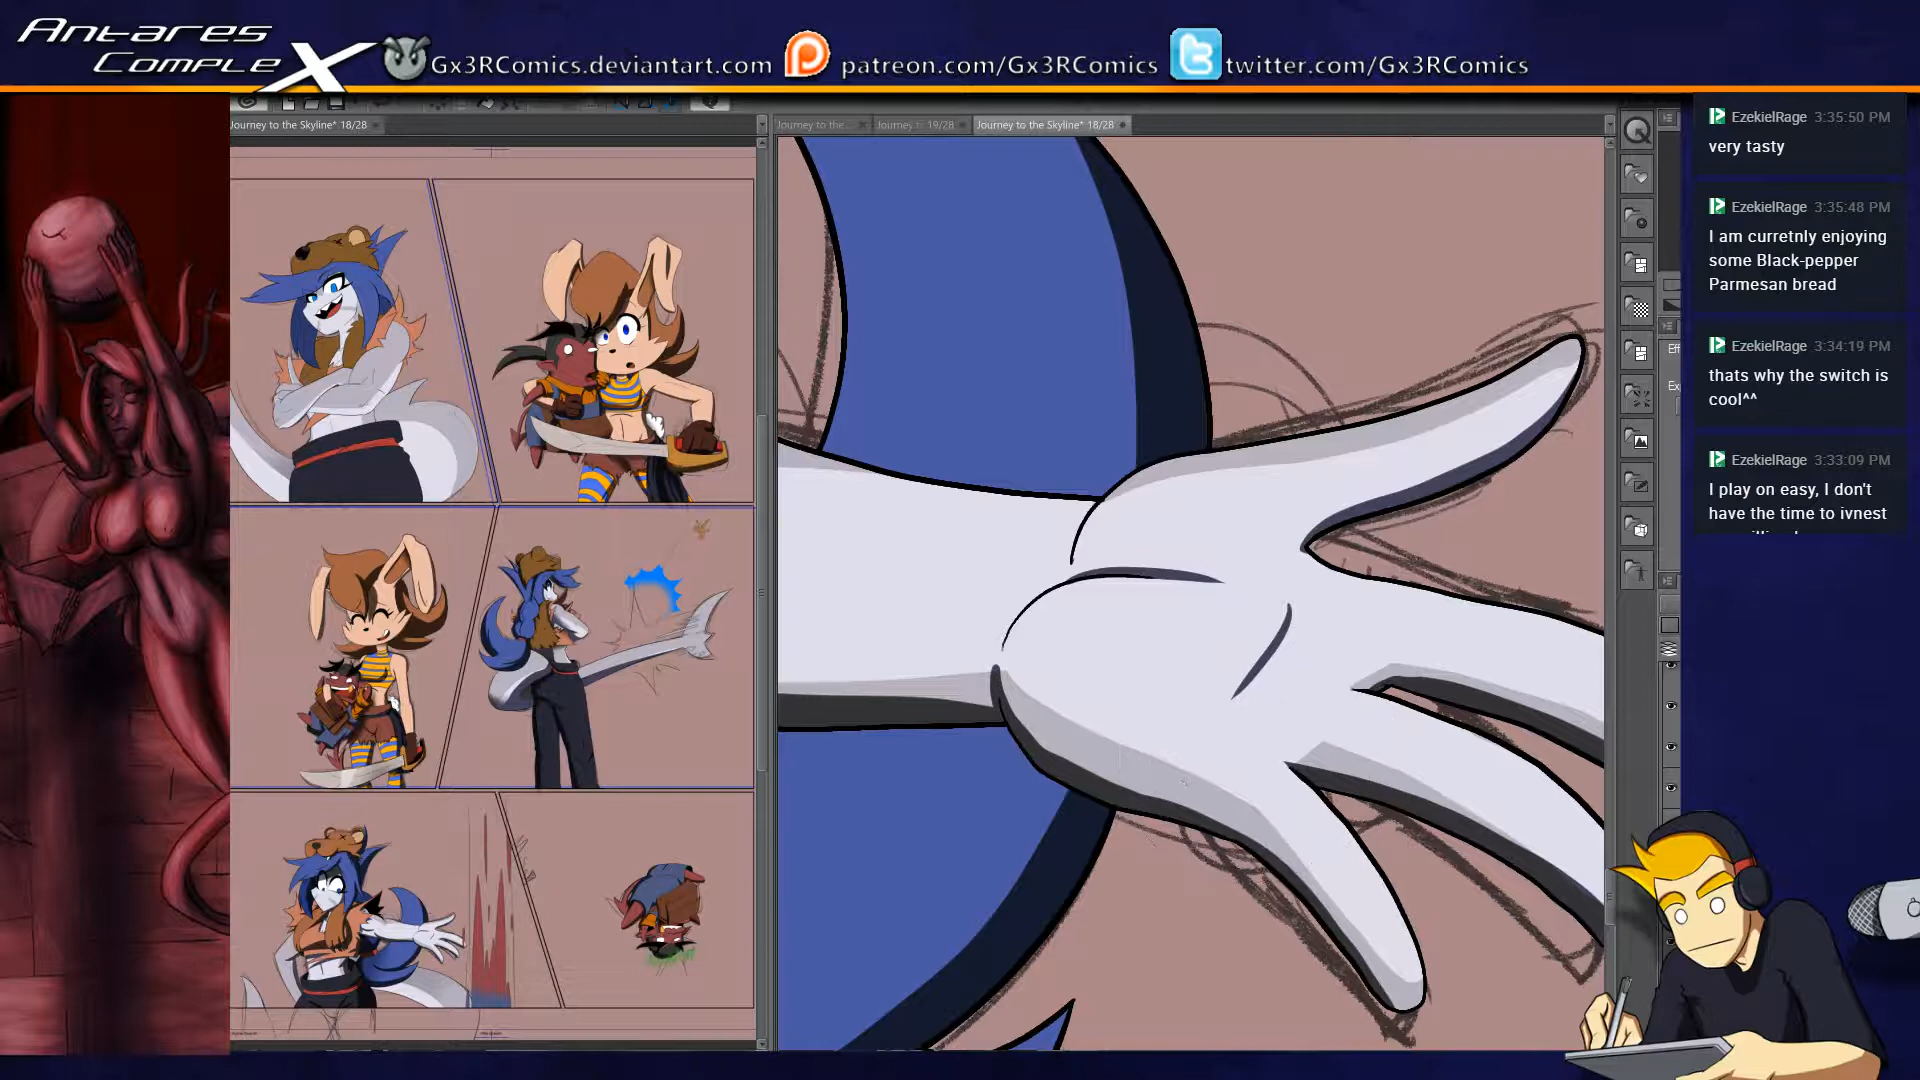 Antares
Complex
Gx3RComics.deviantart.com
patreon.com/Gx3RComics
twitter.com/Gx3RComics
Journey to the Skyline* 18/28
Journey to the...
Journey to 19/28
Journey to the Skyline* 18/28
EzekielRage 3:35:50 PM
very tasty
EzekielRage 3:35:48 PM
I am curretnly enjoying
some Black-pepper
Parmesan bread
EzekielRage 3:34:19 PM
thats why the switch is
cool^^
EzekielRage 3:33:09 PM
I play on easy, I don't
have the time to ivnest